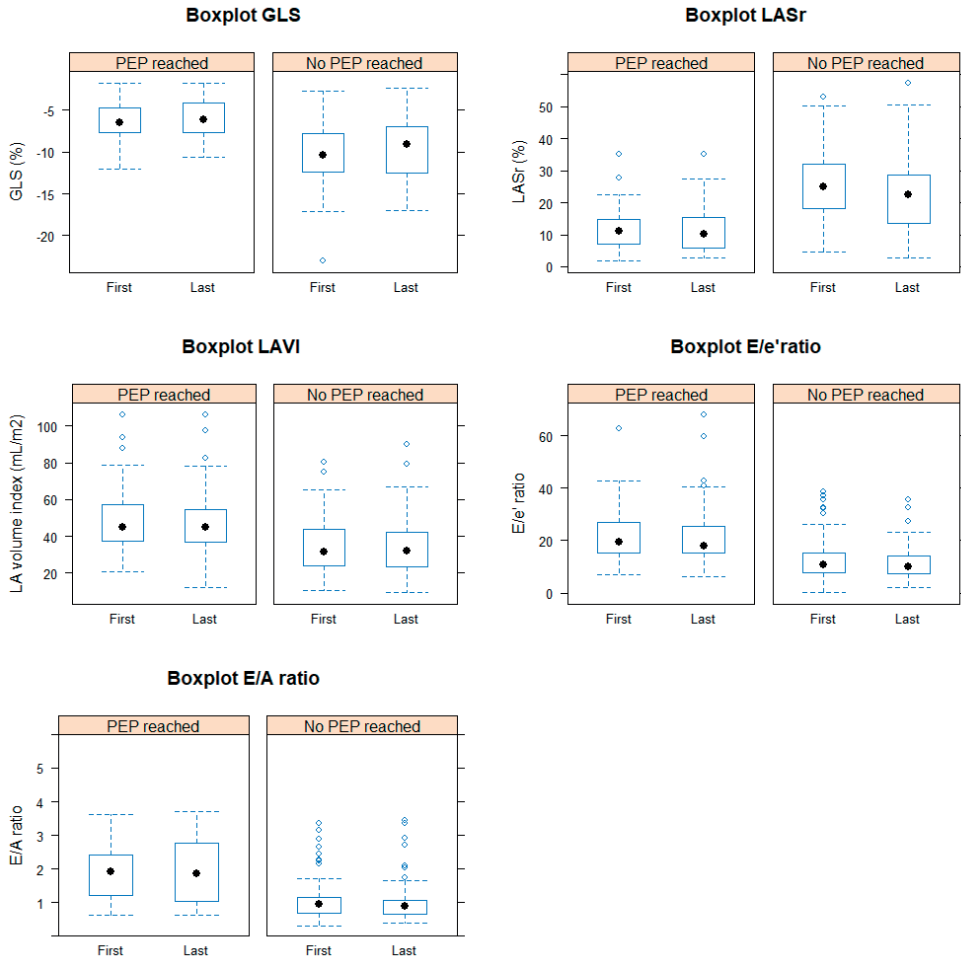 Boxplot GLS
PEP reached
No PEP reached
GLS (%)
-5
-10
-15
-20
First
Last
First
Last
Boxplot LASr
PEP reached
No PEP reached
LASr (%)
50
40
30
20
10
0
First
Last
First
Last
Boxplot LAVI
PEP reached
No PEP reached
LA volume index (mL/m2)
100
80
60
40
20
First
Last
First
Last
Boxplot E/e'ratio
PEP reached
No PEP reached
E/e' ratio
60
40
20
0
First
Last
First
Last
Boxplot E/A ratio
PEP reached
No PEP reached
E/A ratio
5
4
3
2
1
First
Last
First
Last